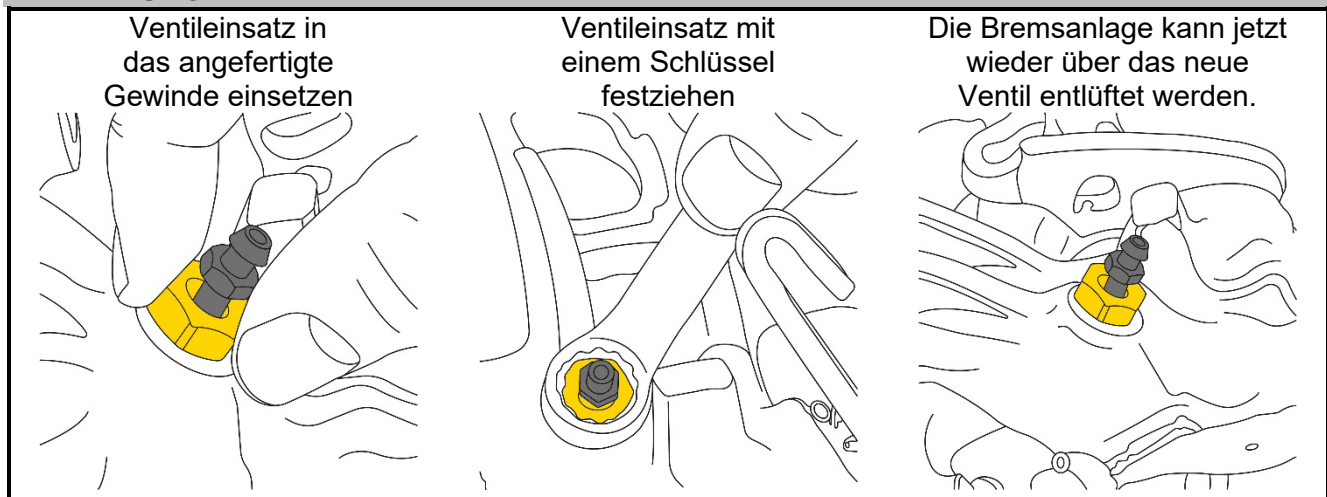 Ventileinsatz in
das angefertigte
Gewinde einsetzen
Ventileinsatz mit
einem Schlüssel
festziehen
Die Bremsanlage kann jetzt
wieder über das neue
Ventil entlüftet werden.